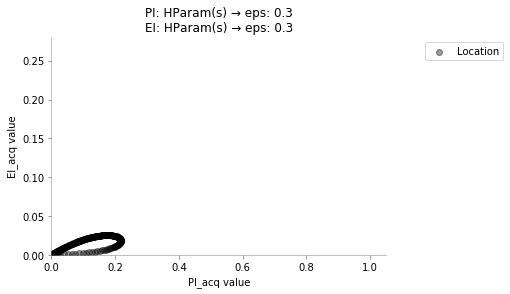 PI: HParam(s) → eps: 0.3
EI: HParam(s) → eps: 0.3
Location
EI_acq value
0.25
0.20
0.15
0.10
0.05
0.00
0.0 0.2 0.4 0.6 0.8 1.0
PI_acq value